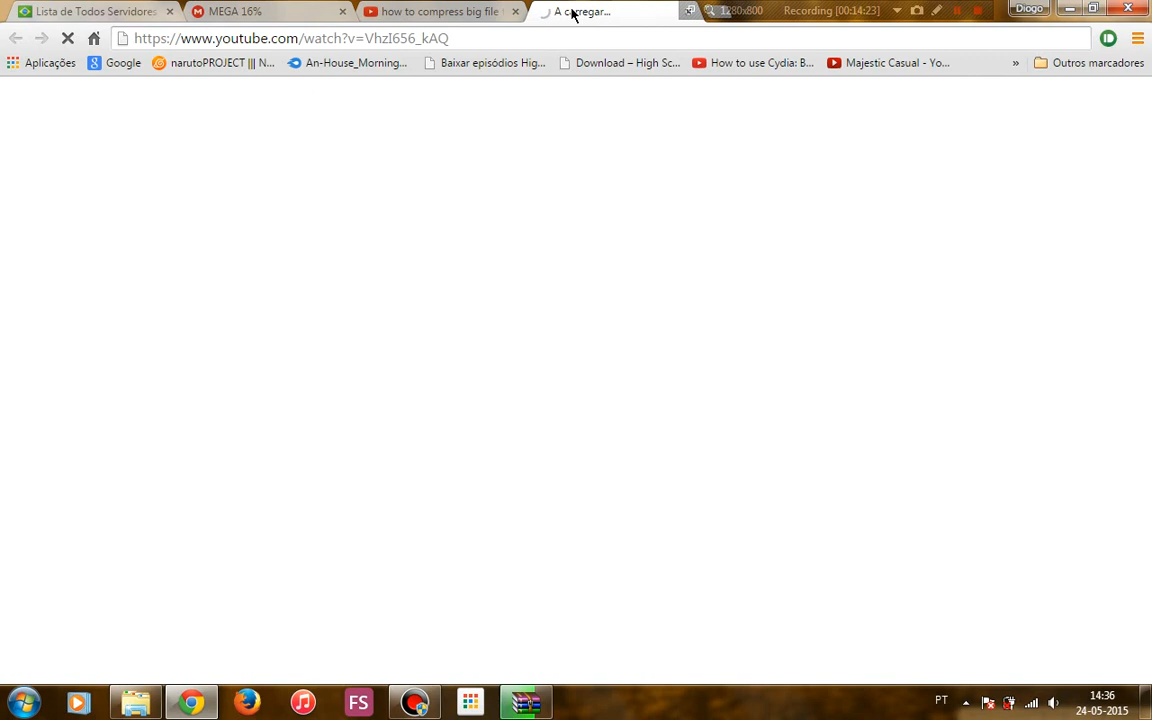 Lista de Todos Servidores
MEGA 16%
how to compress big file
A carregar...
1280x800
Recording [00:14:23]
Diogo
https://www.youtube.com/watch?v=VhzI656_kAQ
Aplicações
Google
narutoPROJECT ||| N...
An-House_Morning...
Baixar episódios Hig...
Download – High Sc...
How to use Cydia: B...
Majestic Casual - Yo...
»
Outros marcadores
FS
PT
14:36
24-05-2015